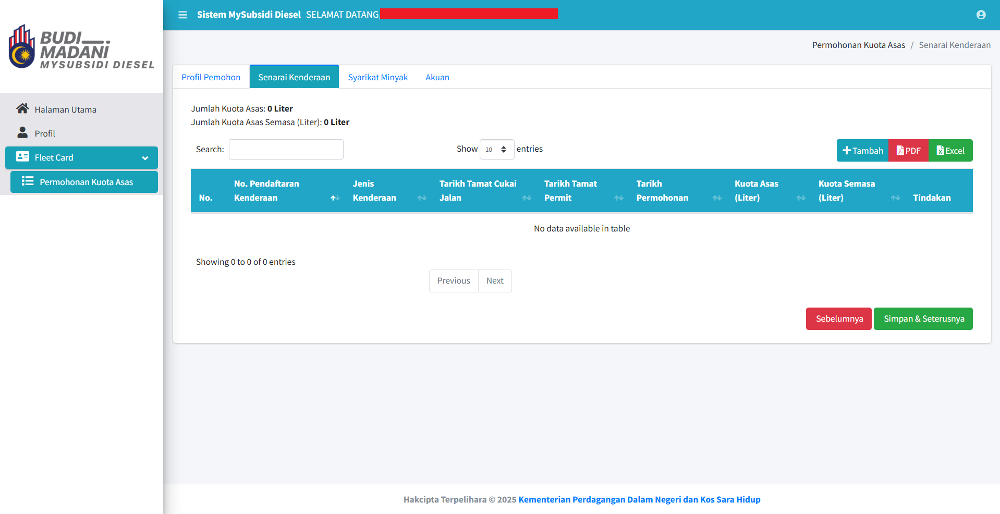 Sistem MySubsidi Diesel SELAMAT DATANG,
BUDI
MADANI
MYSUBSIDI DIESEL
Halaman Utama
Profil
Fleet Card
Permohonan Kuota Asas
Permohonan Kuota Asas / Senarai Kenderaan
Profil Pemohon Senarai Kenderaan Syarikat Minyak Akuan
Jumlah Kuota Asas: 0 Liter
Jumlah Kuota Asas Semasa (Liter): 0 Liter
Search: Show 10 entries Tambah PDF Excel
No. No. Pendaftaran Kenderaan Jenis Kenderaan Tarikh Tamat Cukai Jalan Tarikh Tamat Permit Tarikh Permohonan Kuota Asas (Liter) Kuota Semasa (Liter) Tindakan
No data available in table
Showing 0 to 0 of 0 entries
Previous Next
Sebelumnya Simpan & Seterusnya
Hakcipta Terpelihara © 2025 Kementerian Perdagangan Dalam Negeri dan Kos Sara Hidup